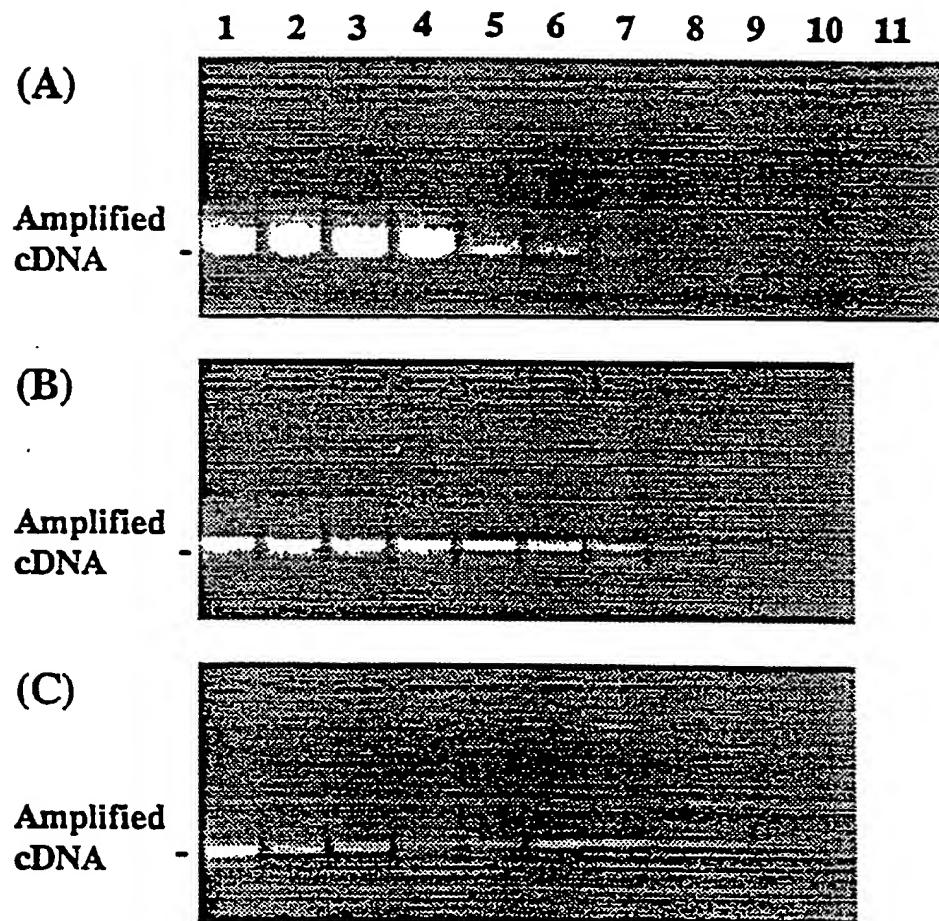 1 2 3 4 5 6 7 8 9 10 11
(A)
Amplified
cDNA -
(B)
Amplified
cDNA -
(C)
Amplified
cDNA -